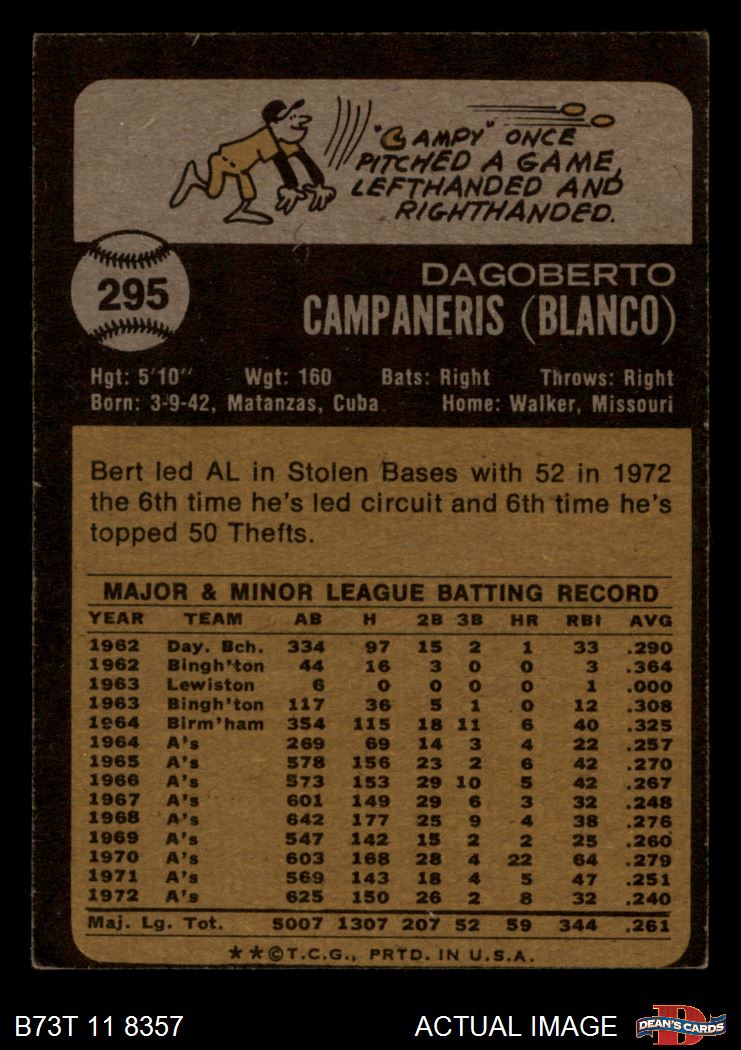 "CAMPY" ONCE
PITCHED A GAME,
LEFTHANDED AND
RIGHTHANDED.
295
DAGOBERTO
CAMPANERIS (BLANCO)
Hgt: 5'10" Wgt: 160 Bats: Right Throws: Right
Born: 3-9-42, Matanzas, Cuba Home: Walker, Missouri
Bert led AL in Stolen Bases with 52 in 1972
the 6th time he's led circuit and 6th time he's
topped 50 Thefts.
MAJOR & MINOR LEAGUE BATTING RECORD
YEAR TEAM AB H 2B 3B HR RBI AVG
1962 Day. Bch. 334 97 15 2 1 33 .290
1962 Bingh'ton 44 16 3 0 0 3 .364
1963 Lewiston 6 0 0 0 0 1 .000
1963 Bingh'ton 117 36 5 1 0 12 .308
1964 Birm'ham 354 115 18 11 6 40 .325
1964 A's 269 69 14 3 4 22 .257
1965 A's 578 156 23 2 6 42 .270
1966 A's 573 153 29 10 5 42 .267
1967 A's 601 149 29 6 3 32 .248
1968 A's 642 177 25 9 4 38 .276
1969 A's 547 142 15 2 2 25 .260
1970 A's 603 168 28 4 22 64 .279
1971 A's 569 143 18 4 5 47 .251
1972 A's 625 150 26 2 8 32 .240
Maj. Lg. Tot. 5007 1307 207 52 59 344 .261
**©T.C.G., PRTD. IN U.S.A.
B73T 11 8357 ACTUAL IMAGE
D
DEAN'S CARDS